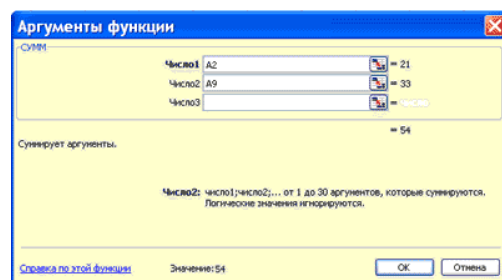 Аргументы функции
СУММ
Число1 A2 = 21
Число2 A9 = 33
Число3 =
= 54
Суммирует аргументы.
Число2: число1;число2;... от 1 до 30 аргументов, которые суммируются.
Логические значения игнорируются.
Справка по этой функции Значение:54 ОК Отмена